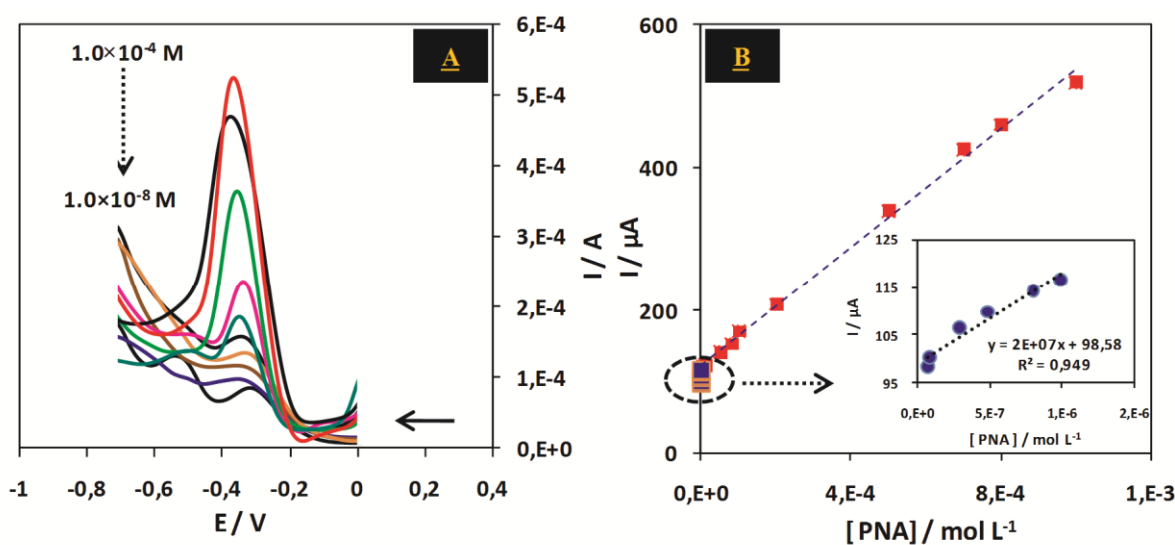 A
1.0×10⁻⁴ M
1.0×10⁻⁸ M
6,E-4
5,E-4
4,E-4
3,E-4
2,E-4
1,E-4
0,E+0
I / A
-1
-0,8
-0,6
-0,4
-0,2
0
0,2
0,4
E / V
B
600
400
200
0
I / µA
0,E+0
4,E-4
8,E-4
1,E-3
[ PNA] / mol L⁻¹
125
115
105
95
I / µA
y = 2E+07x + 98,58
R² = 0,949
0,E+0
5,E-7
1,E-6
2,E-6
[ PNA] / mol L⁻¹